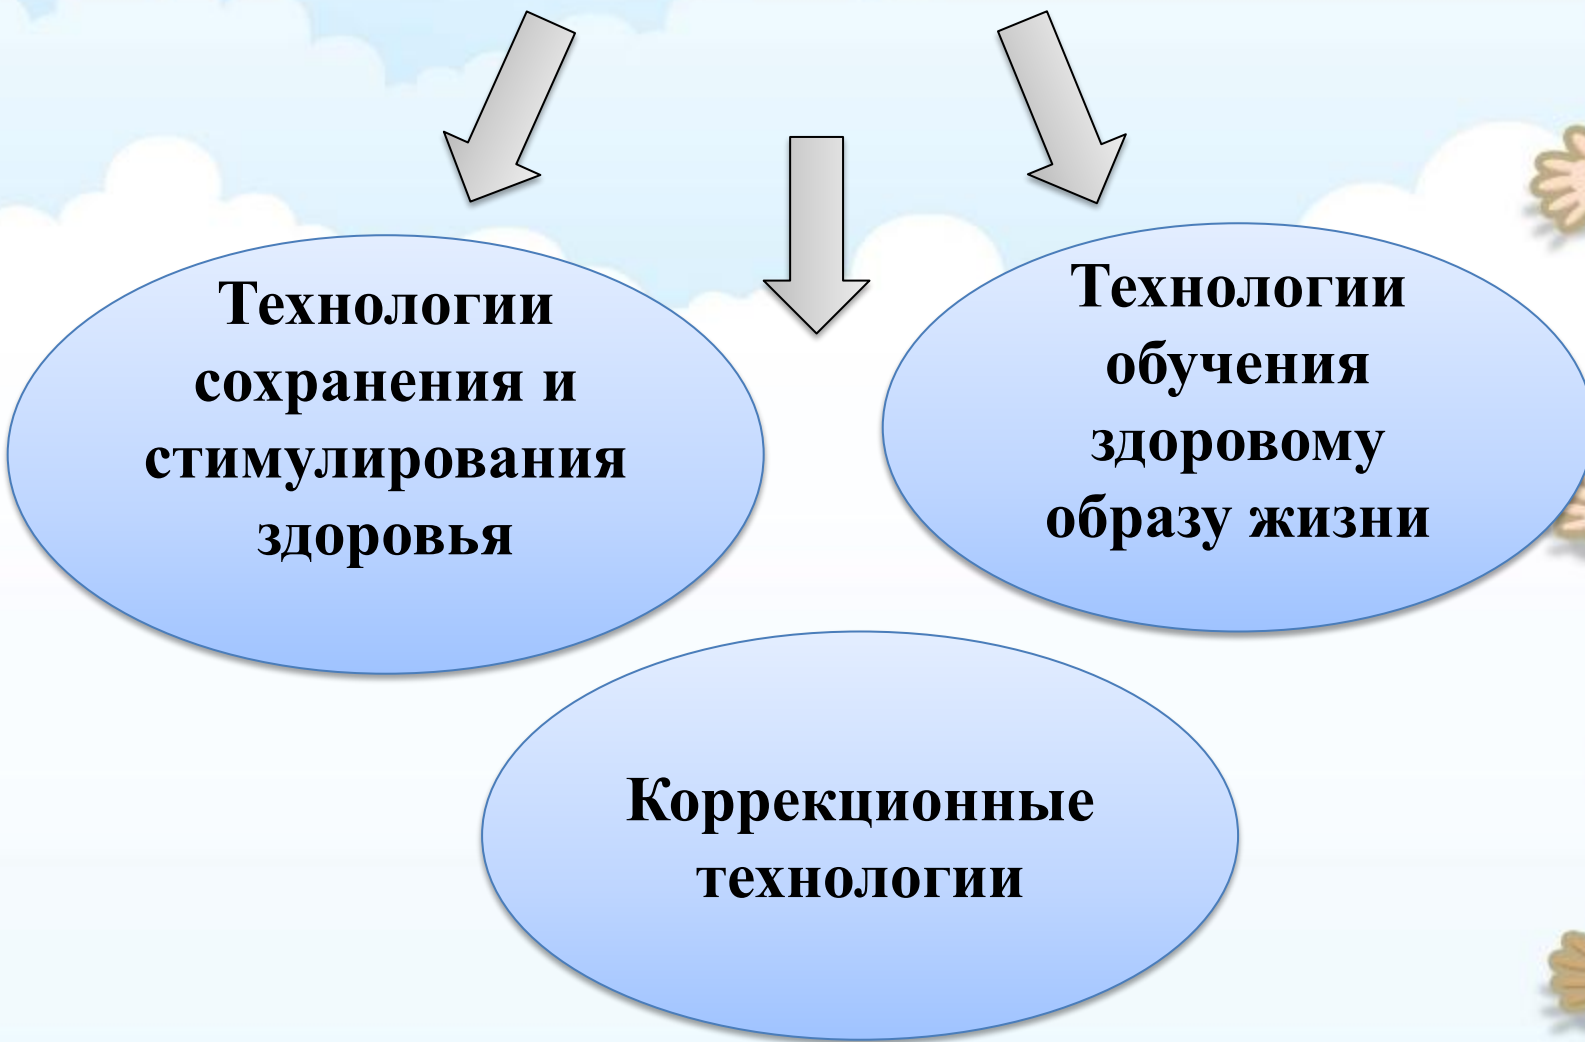 Технологии
сохранения и
стимулирования
здоровья
Технологии
обучения
здоровому
образу жизни
Коррекционные
технологии